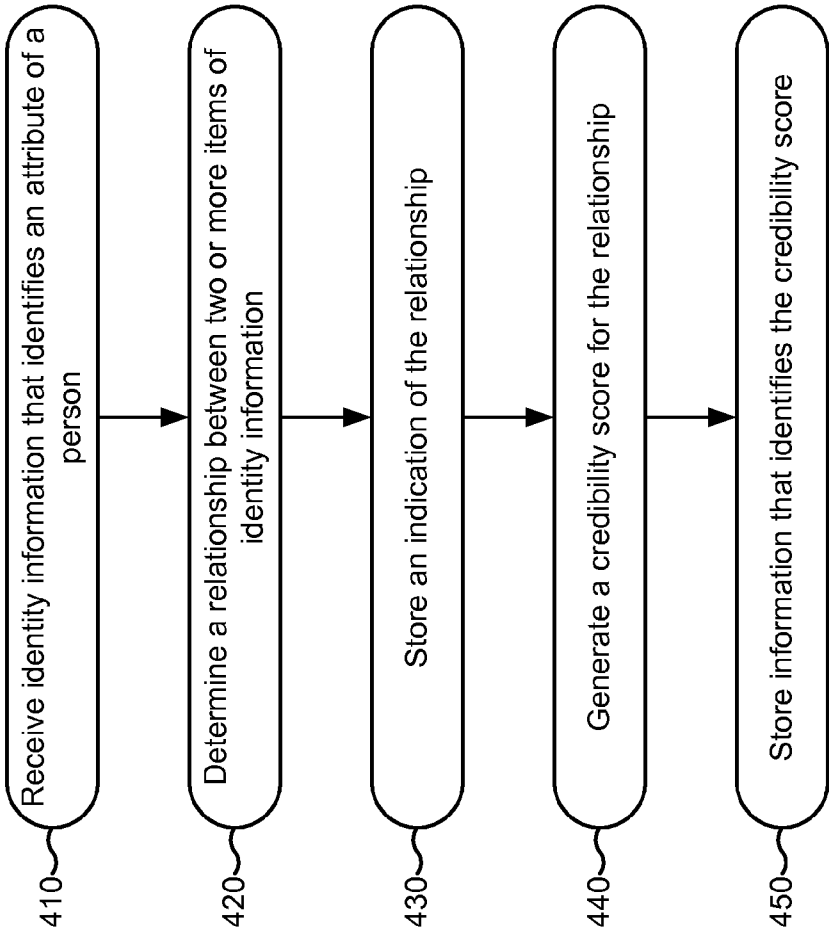 410
Receive identity information that identifies an attribute of a
person
420
Determine a relationship between two or more items of
identity information
430
Store an indication of the relationship
440
Generate a credibility score for the relationship
450
Store information that identifies the credibility score